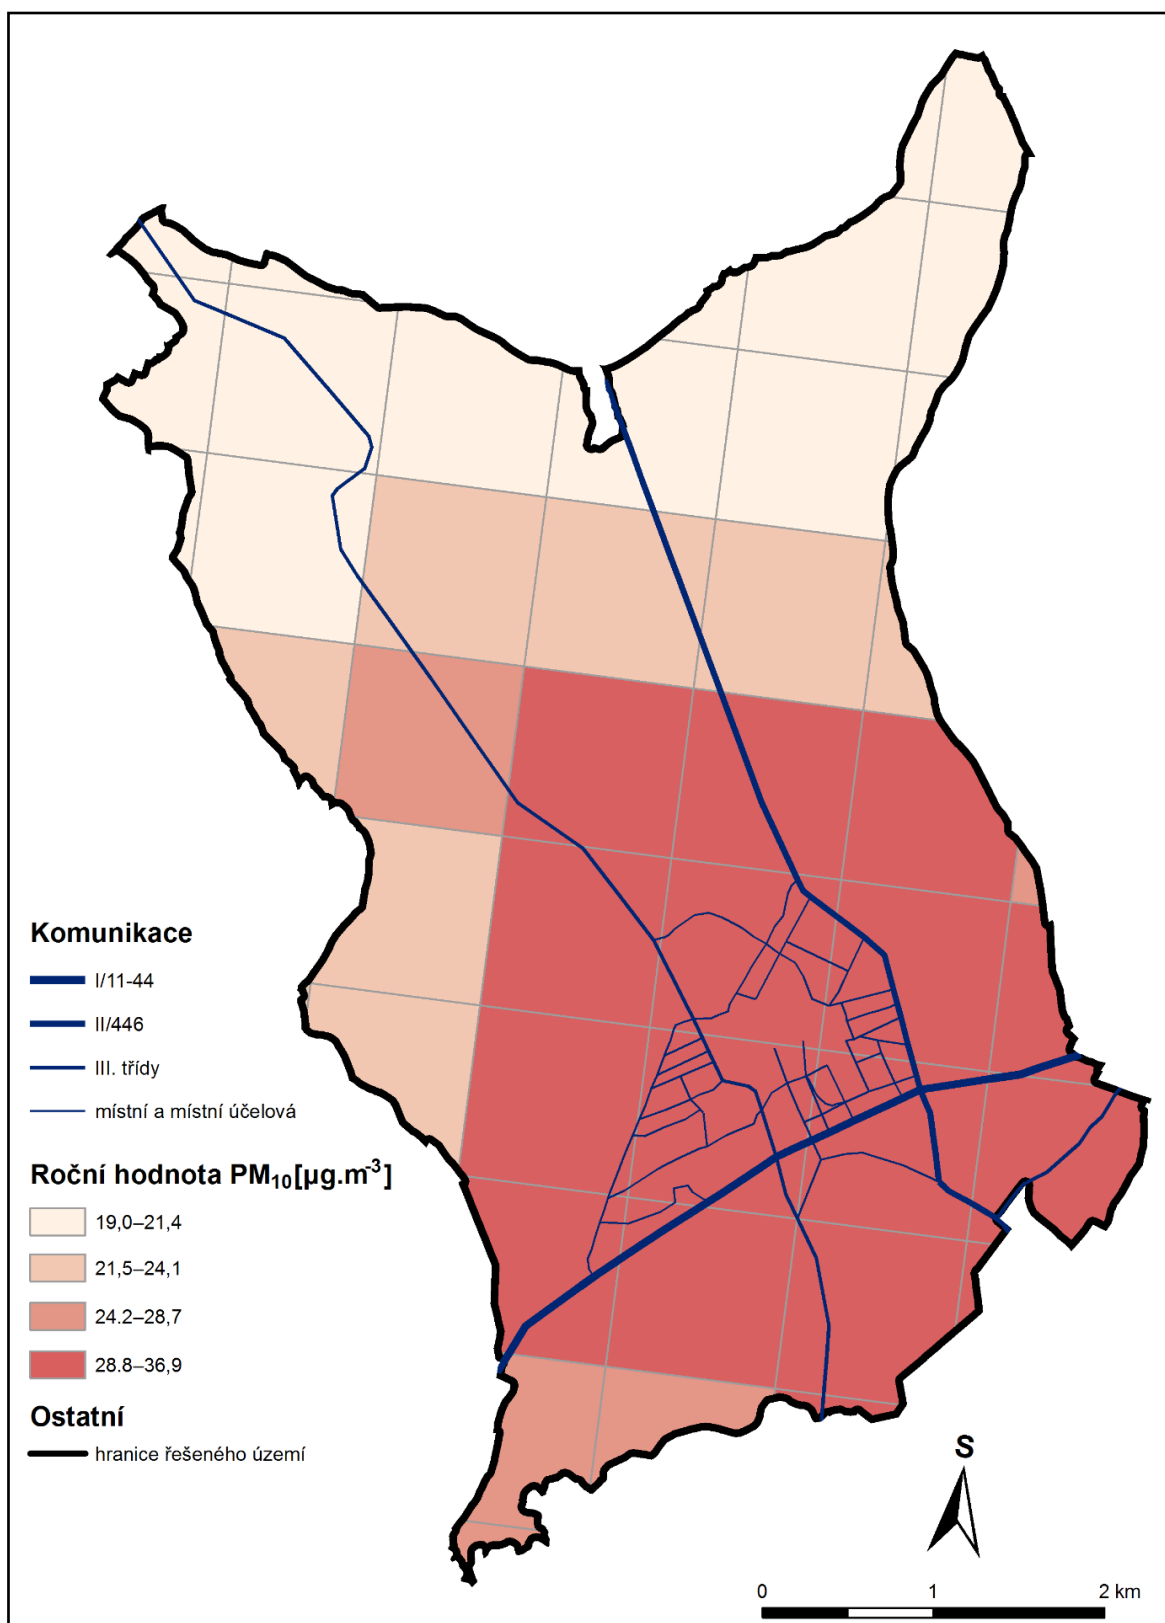 Komunikace
I/11-44
II/446
III. třídy
místní a místní účelová
Roční hodnota PM₁₀[µg.m⁻³]
19,0–21,4
21,5–24,1
24.2–28,7
28.8–36,9
Ostatní
hranice řešeného území
S
0 1 2 km